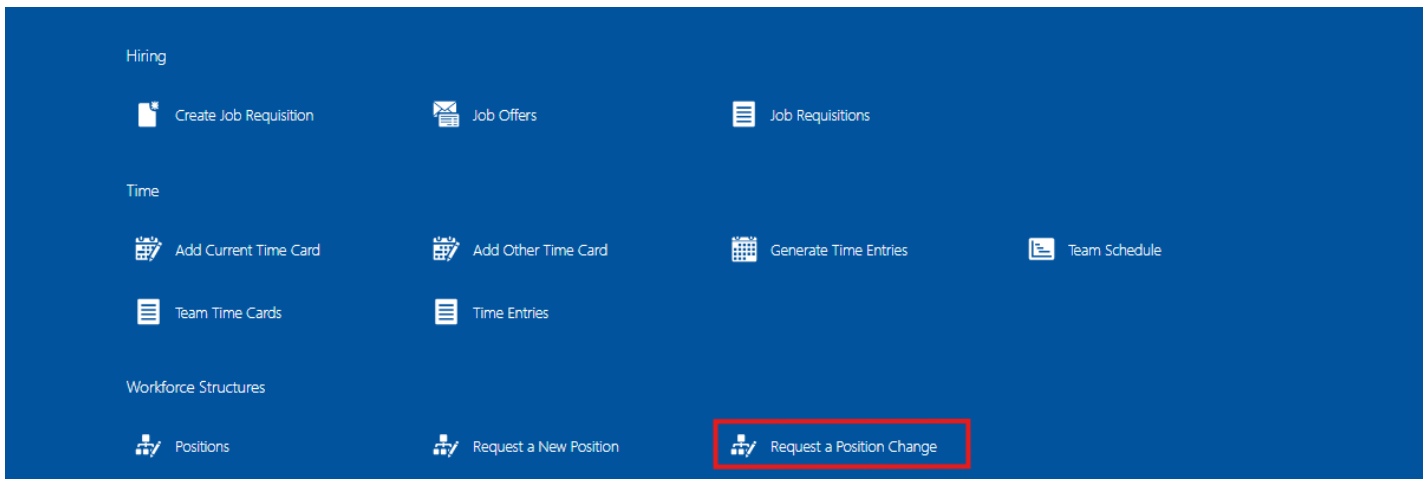 Hiring
Create Job Requisition
Job Offers
Job Requisitions
Time
Add Current Time Card
Add Other Time Card
Generate Time Entries
Team Schedule
Team Time Cards
Time Entries
Workforce Structures
Positions
Request a New Position
Request a Position Change